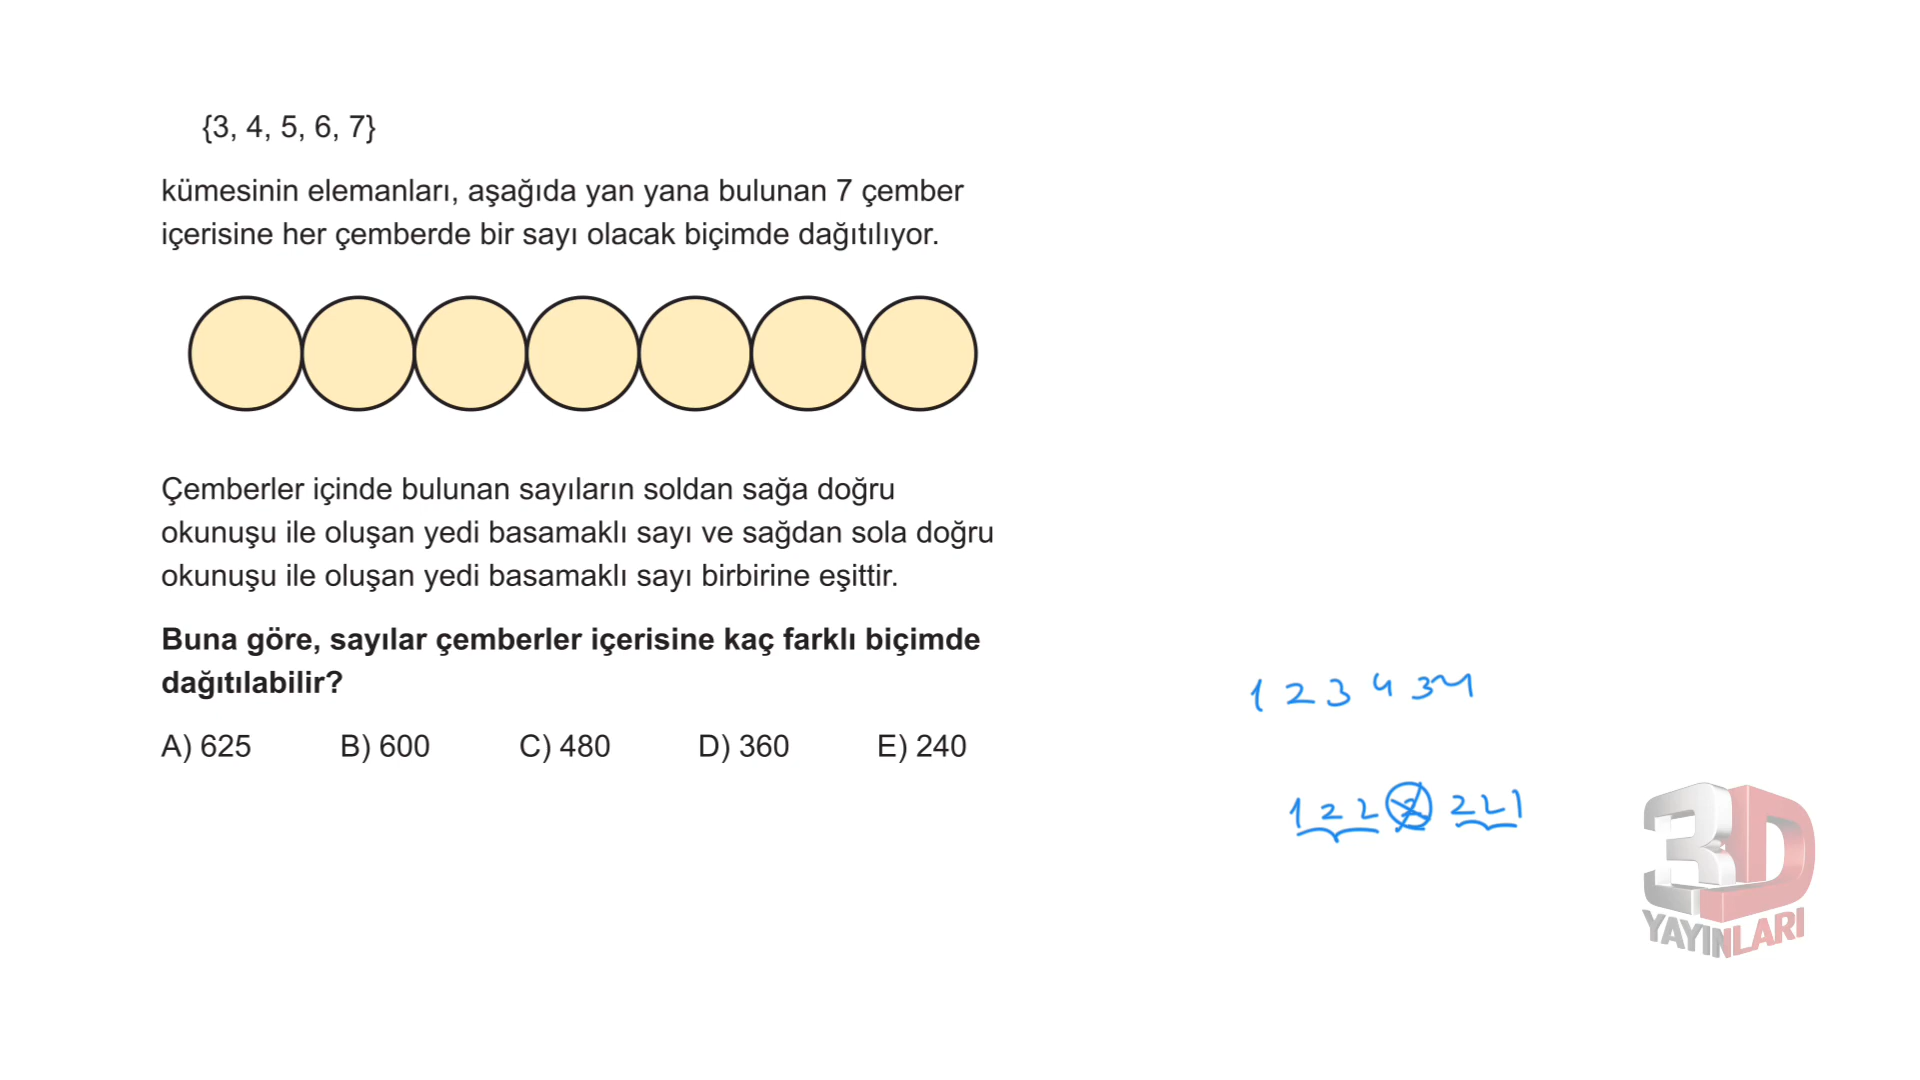 {3, 4, 5, 6, 7}
kümesinin elemanları, aşağıda yan yana bulunan 7 çember
içerisine her çemberde bir sayı olacak biçimde dağıtılıyor.
Çemberler içinde bulunan sayıların soldan sağa doğru
okunuşu ile oluşan yedi basamaklı sayı ve sağdan sola doğru
okunuşu ile oluşan yedi basamaklı sayı birbirine eşittir.
Buna göre, sayılar çemberler içerisine kaç farklı biçimde
dağıtılabilir?
A) 625 B) 600 C) 480 D) 360 E) 240
1 2 3 4 3
1 2 2 2 2 1
3D
YAYINLARI